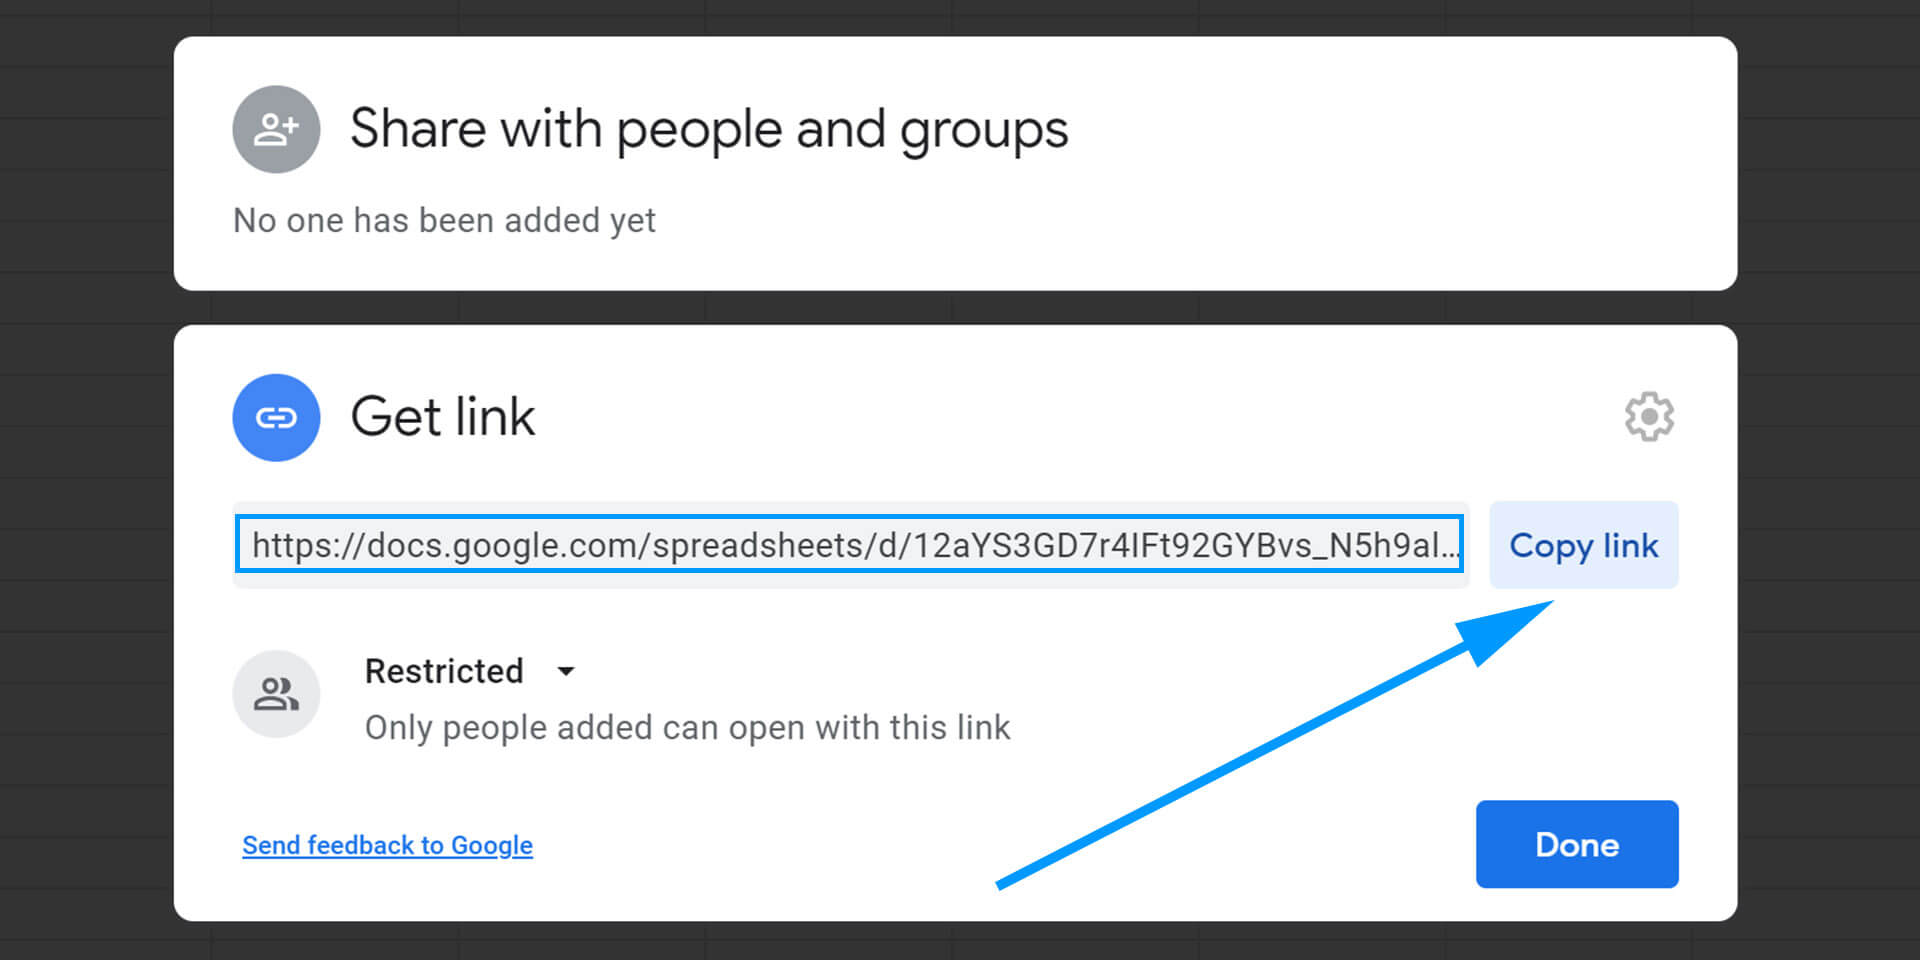 Share with people and groups
No one has been added yet
Get link
https://docs.google.com/spreadsheets/d/12aYS3GD7r4IFt92GYBvs_N5h9al...
Copy link
Restricted
Only people added can open with this link
Send feedback to Google
Done